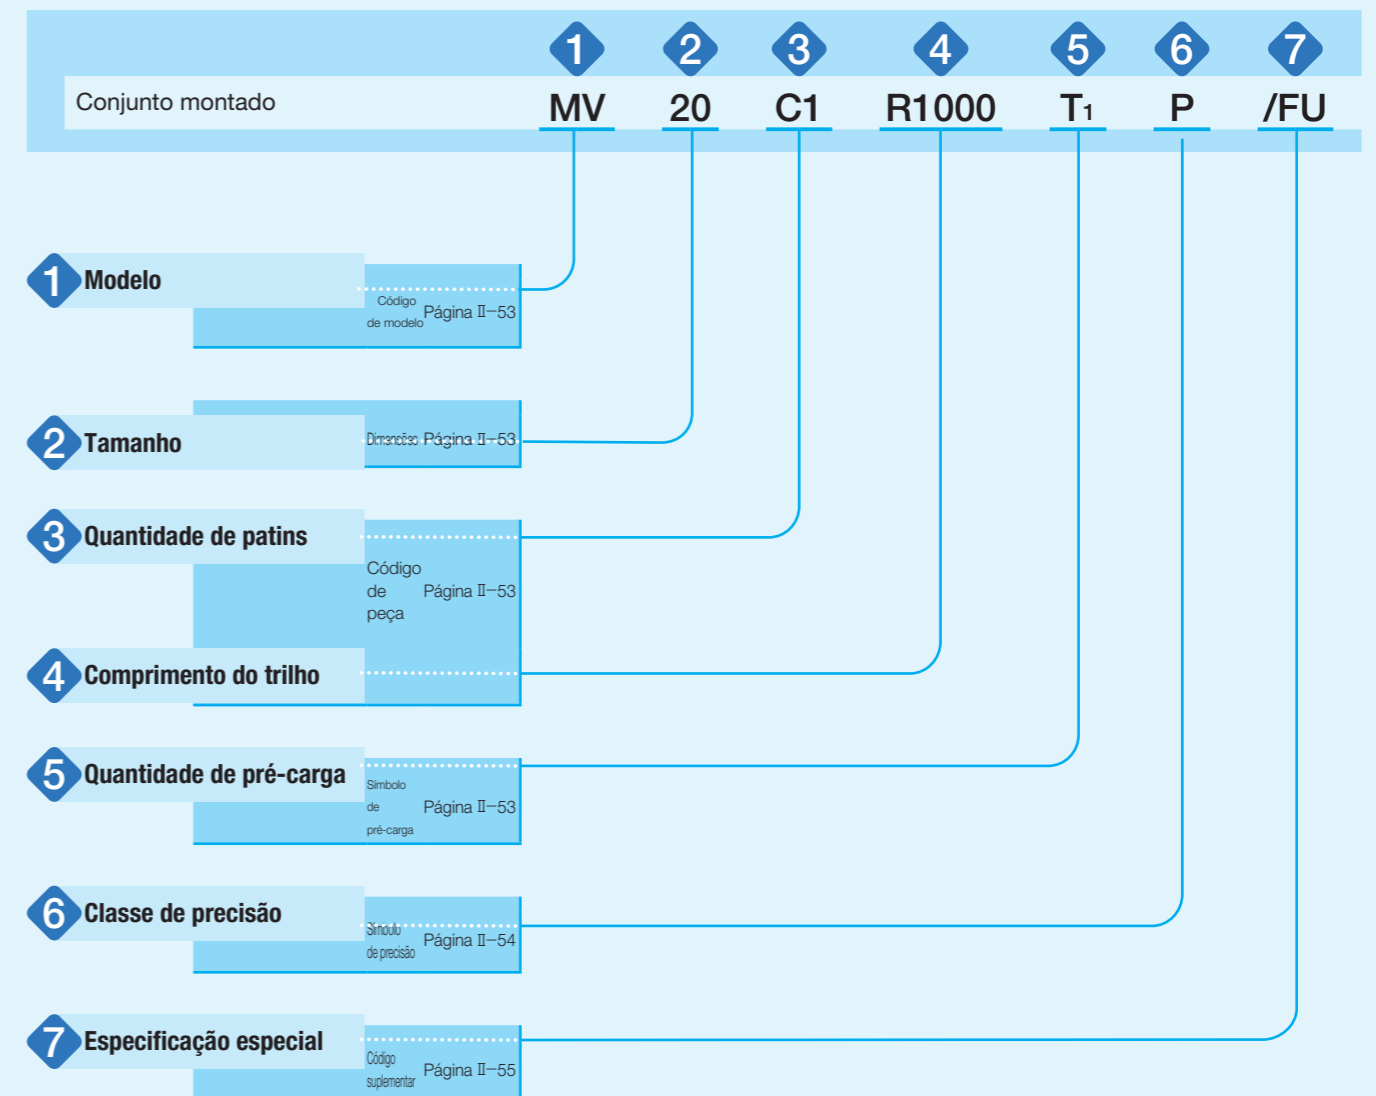 1 2 3 4 5 6 7
Conjunto montado MV 20 C1 R1000 T1 P /FU
1 Modelo
Código
de modelo Página Ⅱ−53
2 Tamanho
Dimensões Página Ⅱ−53
3 Quantidade de patins
Código
de Página Ⅱ−53
peça
4 Comprimento do trilho
5 Quantidade de pré-carga
Símbolo
de Página Ⅱ−53
pré-carga
6 Classe de precisão
Símbolo
de precisão Página Ⅱ−54
7 Especificação especial
Código
suplementar Página Ⅱ−55